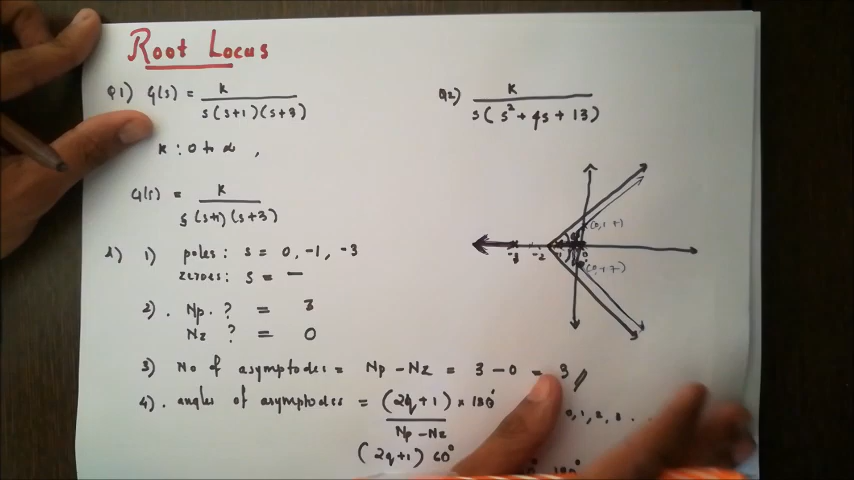 Root Locus
Q1) G(s) = k / s(s+1)(s+3)
k : 0 to ∞ ,
G(s) = k / s(s+1)(s+3)
1) poles: s = 0, -1, -3
zeroes: s = —
2). Np. ? = 3
Nz ? = 0
3) No of asymptodes = Np - Nz = 3 - 0 = 3 //
4). angles of asymptodes = (2q+1) × 180° / Np - Nz
0, 1, 2, 3 . . .
(2q+1) 60°
Q2) k / s(s² + 4s + 13)
-3 -2